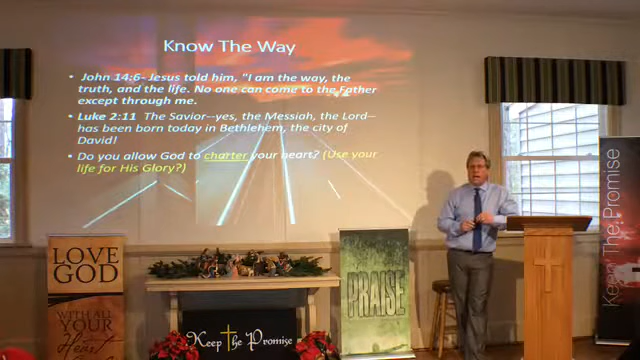 Know The Way
• John 14:6- Jesus told him, "I am the way, the
truth, and the life. No one can come to the Father
except through me.
• Luke 2:11 The Savior--yes, the Messiah, the Lord--
has been born today in Bethlehem, the city of
David!
• Do you allow God to charter your heart? (Use your
life for His Glory?)
LOVE
GOD
WITH ALL
YOUR
Heart
PRAISE
Keep The Promise
Keep The Promise